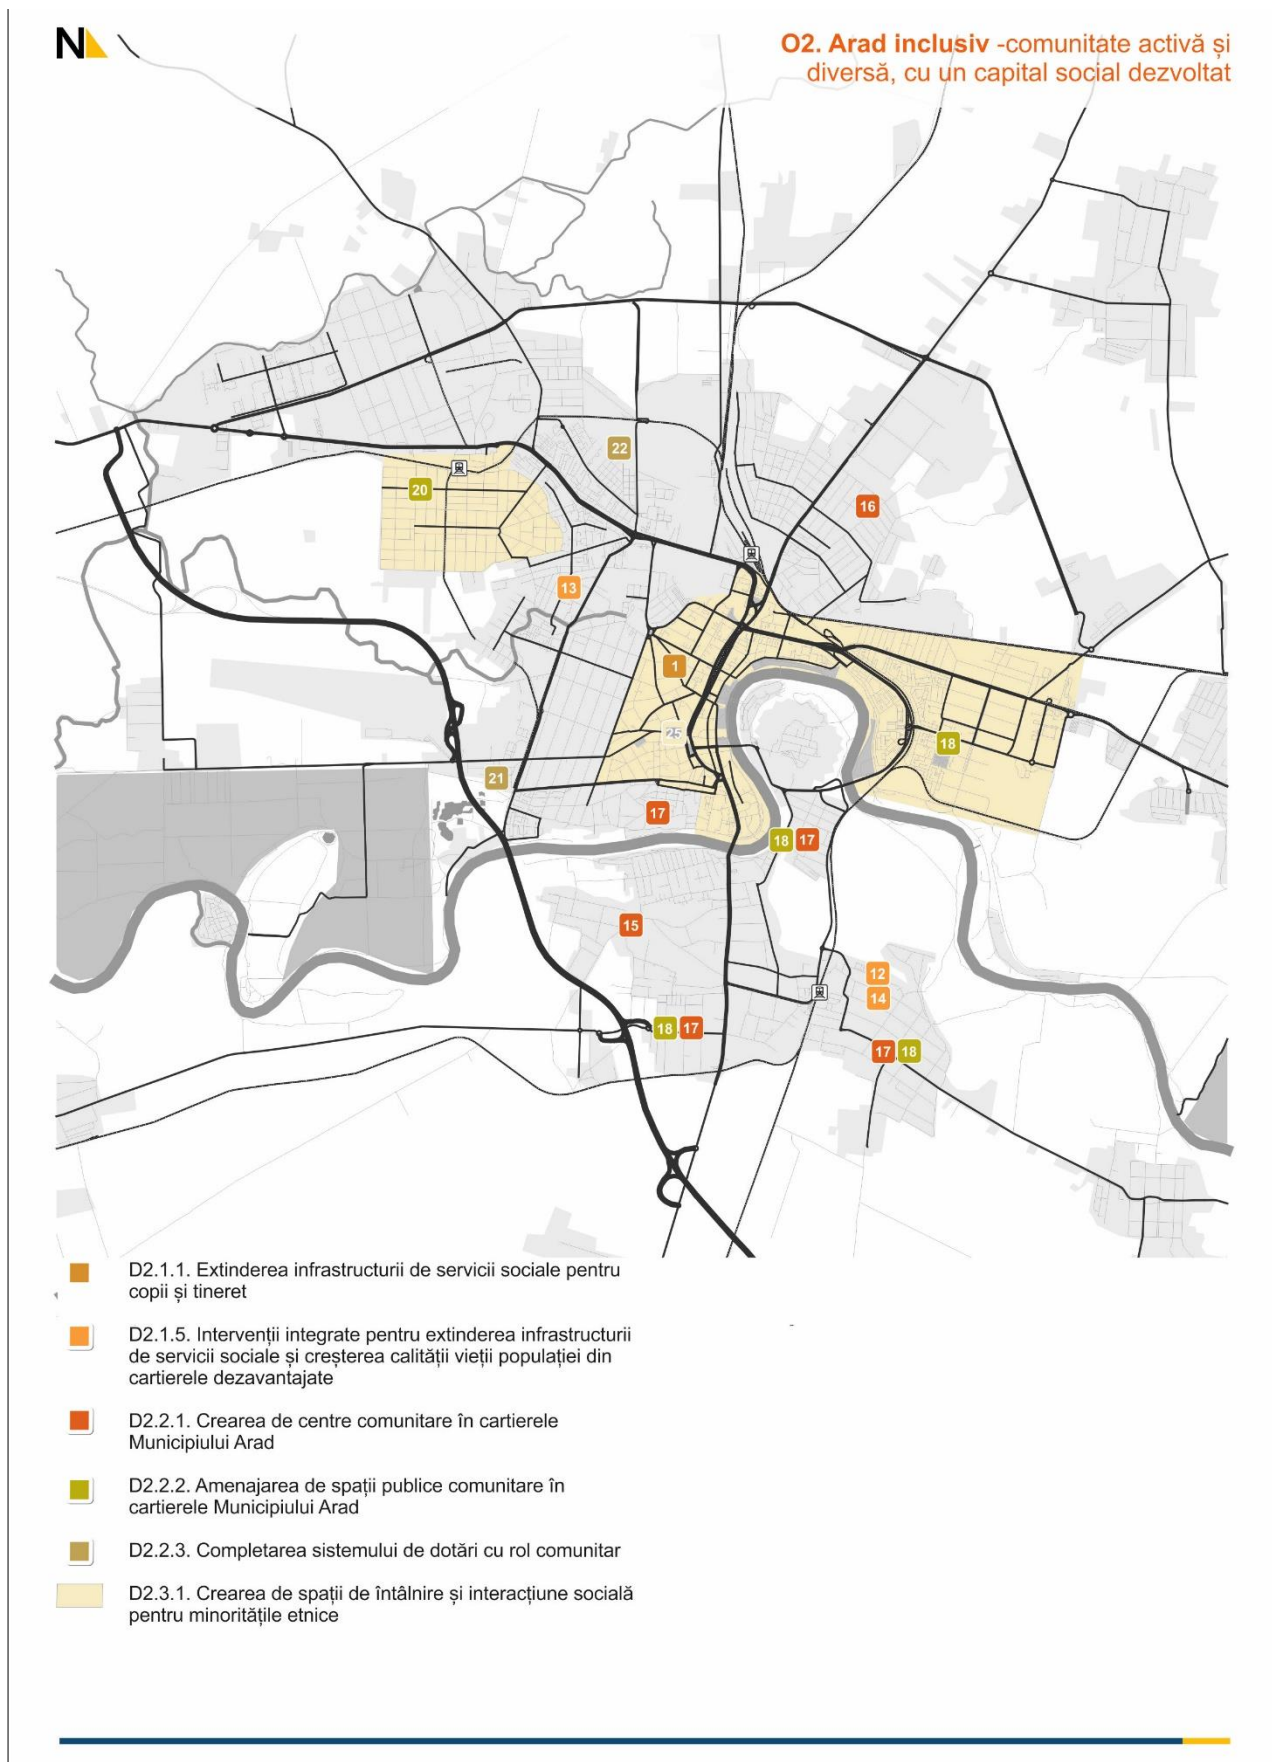 N
O2. Arad inclusiv -comunitate activă și
diversă, cu un capital social dezvoltat
22
20
16
13
1
25
18
21
17
18 17
15
12
14
18 17
17 18
D2.1.1. Extinderea infrastructurii de servicii sociale pentru
copii și tineret
D2.1.5. Intervenții integrate pentru extinderea infrastructurii
de servicii sociale și creșterea calității vieții populației din
cartierele dezavantajate
D2.2.1. Crearea de centre comunitare în cartierele
Municipiului Arad
D2.2.2. Amenajarea de spații publice comunitare în
cartierele Municipiului Arad
D2.2.3. Completarea sistemului de dotări cu rol comunitar
D2.3.1. Crearea de spații de întâlnire și interacțiune socială
pentru minoritățile etnice